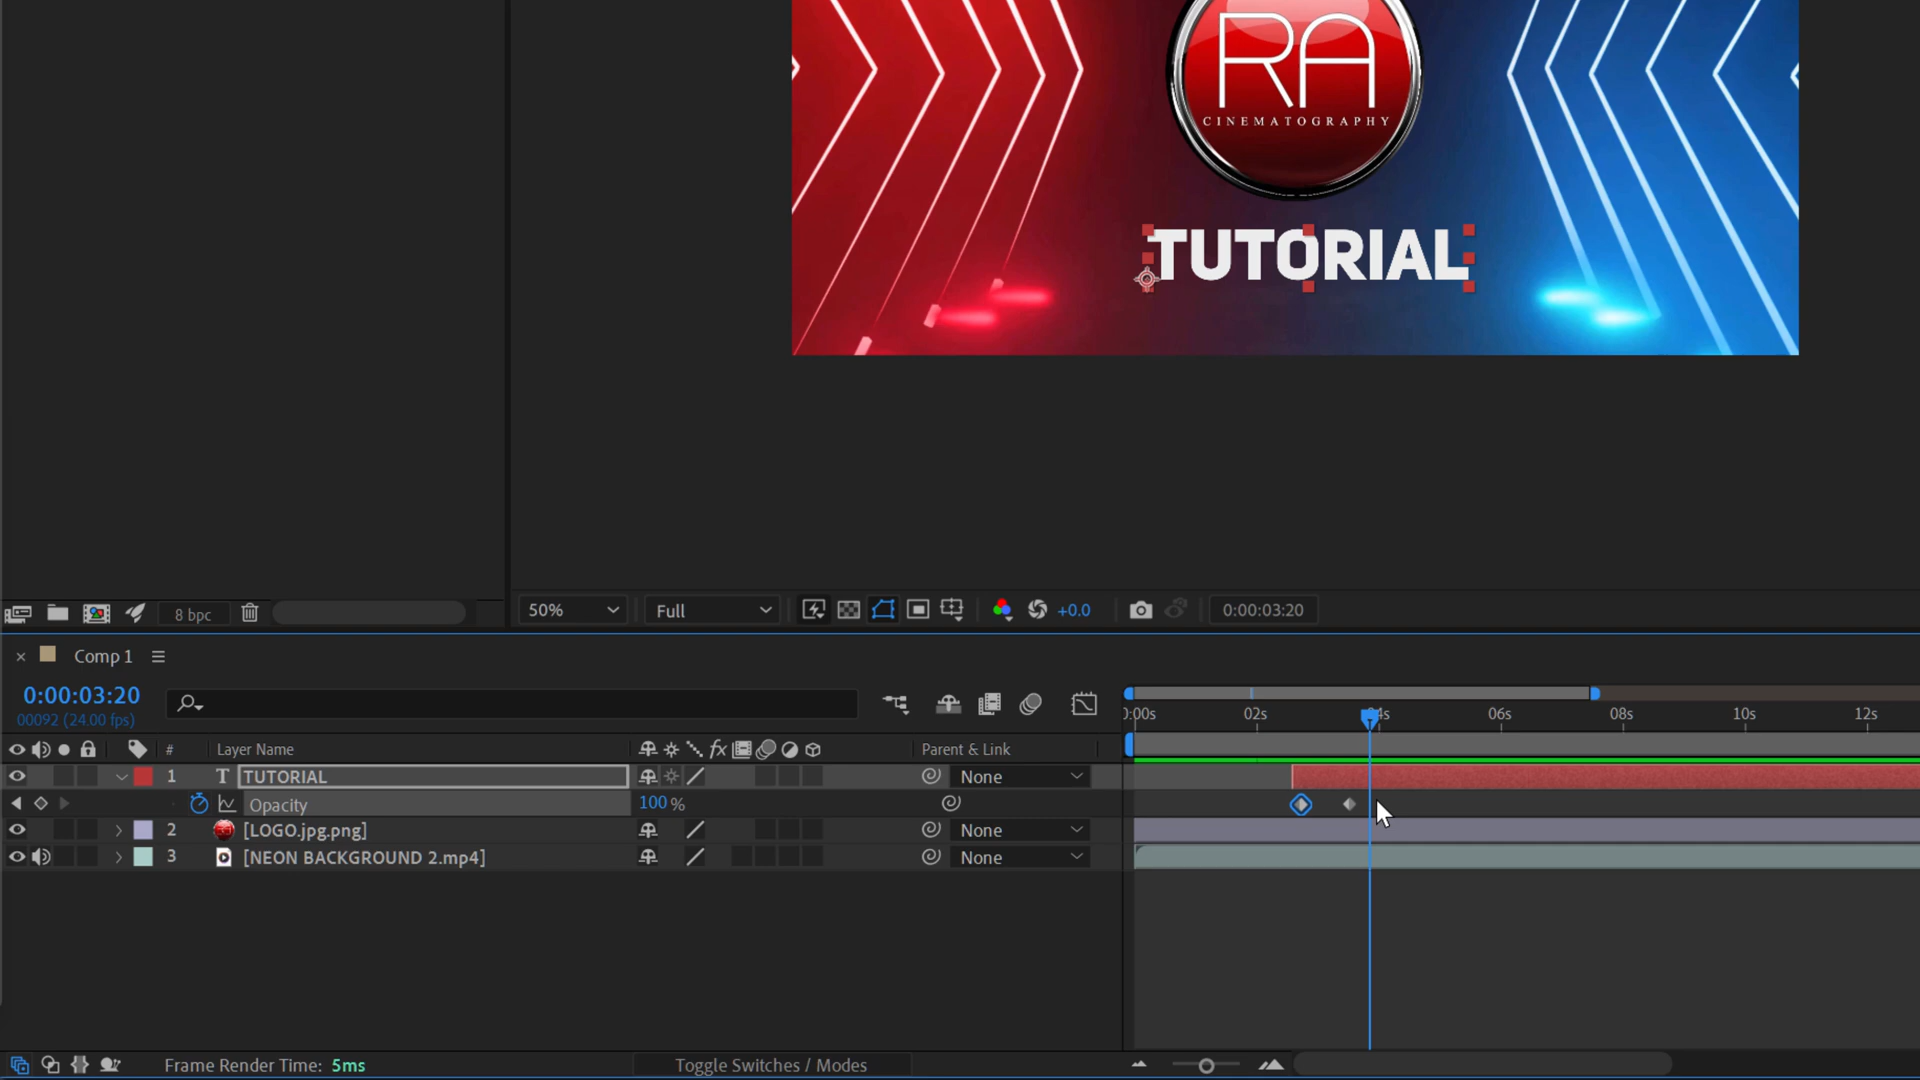 RA
CINEMATOGRAPHY
TUTORIAL
8 bpc
50%
Full
+0.0
0:00:03:20
Comp 1
0:00:03:20
00092 (24.00 fps)
0:00s 02s 04s 06s 08s 10s 12s
# Layer Name fx Parent & Link
1 T TUTORIAL None
Opacity 100 %
2 [LOGO.jpg.png] None
3 [NEON BACKGROUND 2.mp4] None
Frame Render Time: 5ms
Toggle Switches / Modes